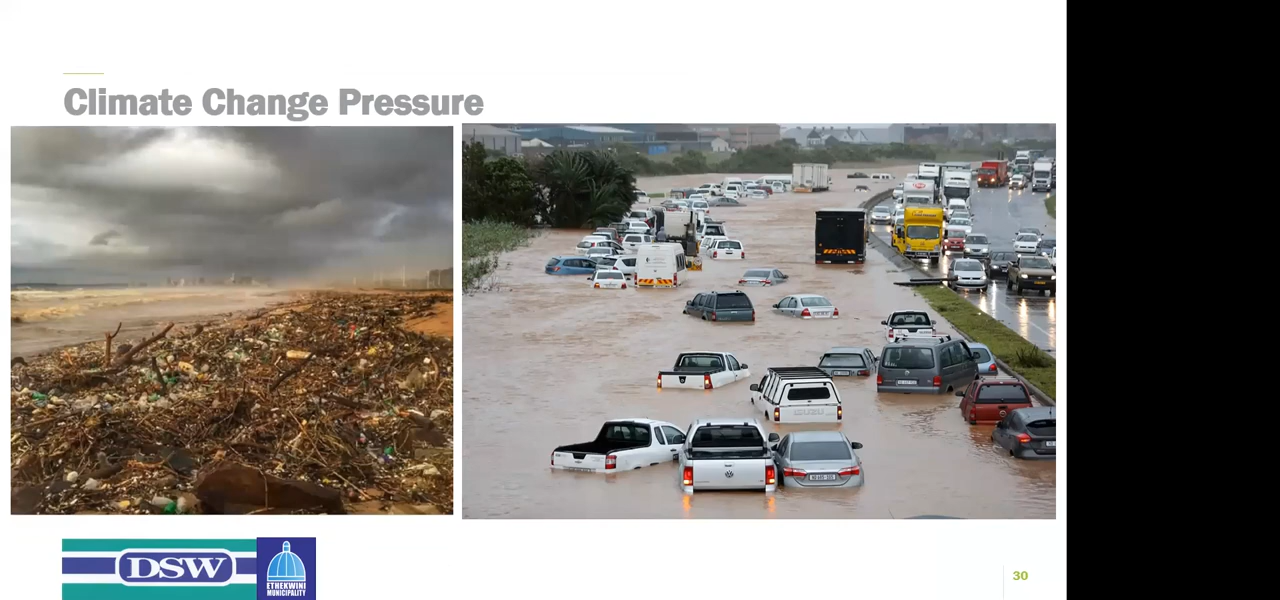 Climate Change Pressure
DSW
ETHEKWINI
MUNICIPALITY
30